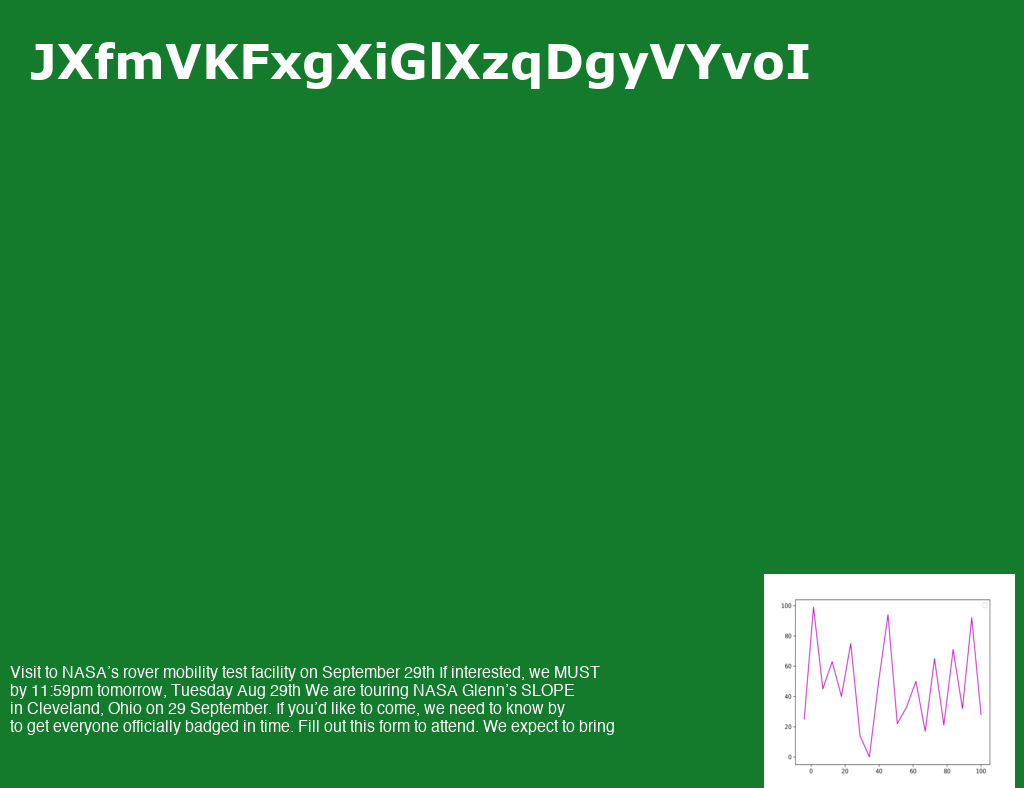 JXfmVKFxgXiGlXzqDgyVYvoI
Visit to NASA’s rover mobility test facility on September 29th If interested, we MUST
by 11:59pm tomorrow, Tuesday Aug 29th We are touring NASA Glenn’s SLOPE
in Cleveland, Ohio on 29 September. If you’d like to come, we need to know by
to get everyone officially badged in time. Fill out this form to attend. We expect to bring
100
80
60
40
20
0
0 20 40 60 80 100